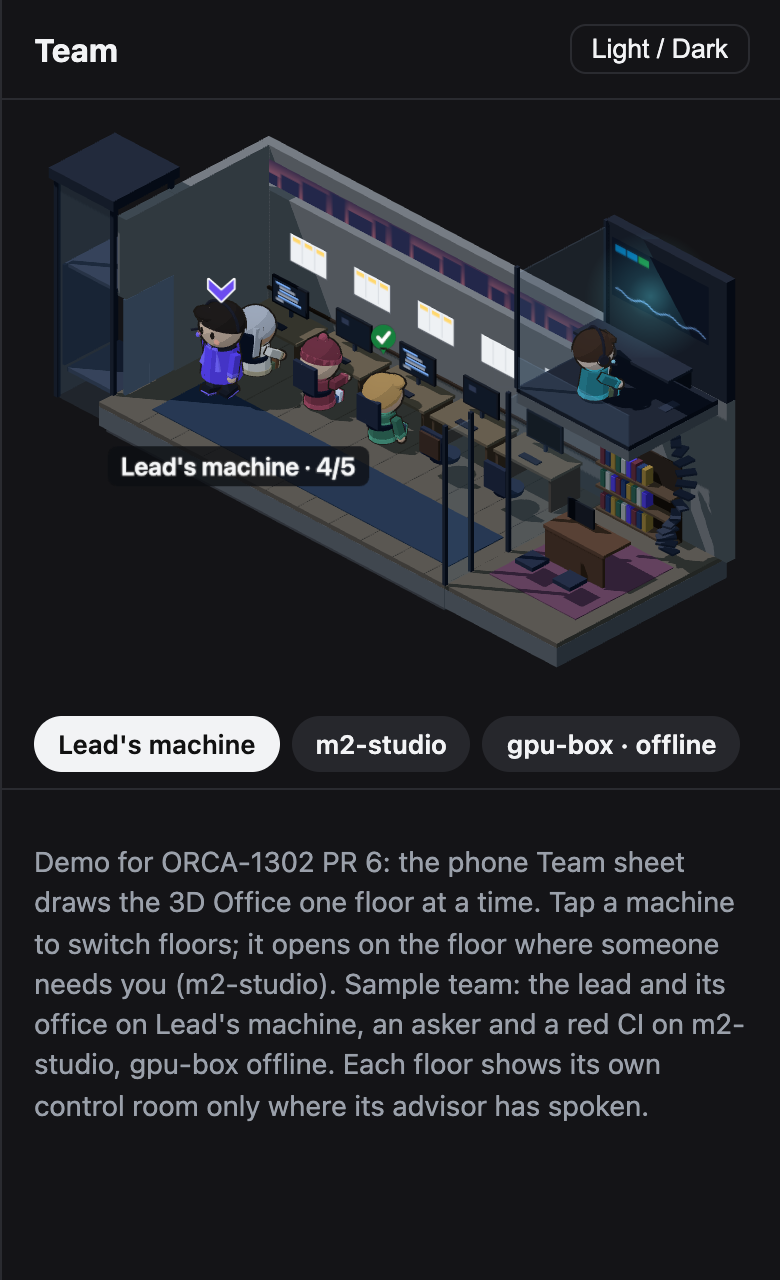 Team
Light / Dark
Lead's machine · 4/5
Lead's machine
m2-studio
gpu-box · offline
Demo for ORCA-1302 PR 6: the phone Team sheet
draws the 3D Office one floor at a time. Tap a machine
to switch floors; it opens on the floor where someone
needs you (m2-studio). Sample team: the lead and its
office on Lead's machine, an asker and a red CI on m2-
studio, gpu-box offline. Each floor shows its own
control room only where its advisor has spoken.